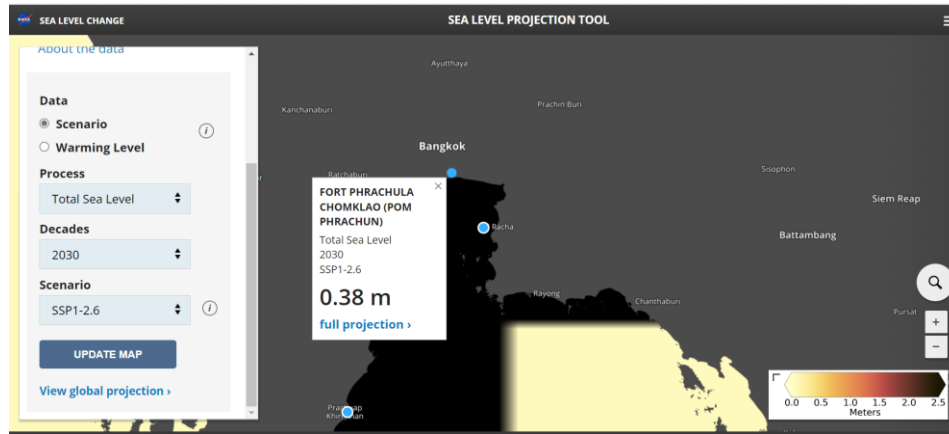 NASA
SEA LEVEL CHANGE
SEA LEVEL PROJECTION TOOL
About the data
Data
Scenario
Warming Level
Process
Total Sea Level
Decades
2030
Scenario
SSP1-2.6
UPDATE MAP
View global projection ›
Ayutthaya
Kanchanaburi
Prachin Buri
Bangkok
Ratchaburi
Sisophon
Siem Reap
FORT PHRACHULA
CHOMKLAO (POM
PHRACHUN)
Total Sea Level
2030
SSP1-2.6
0.38 m
full projection ›
Racha
Battambang
Rayong
Chanthaburi
Pursat
0.0 0.5 1.0 1.5 2.0 2.5
Meters